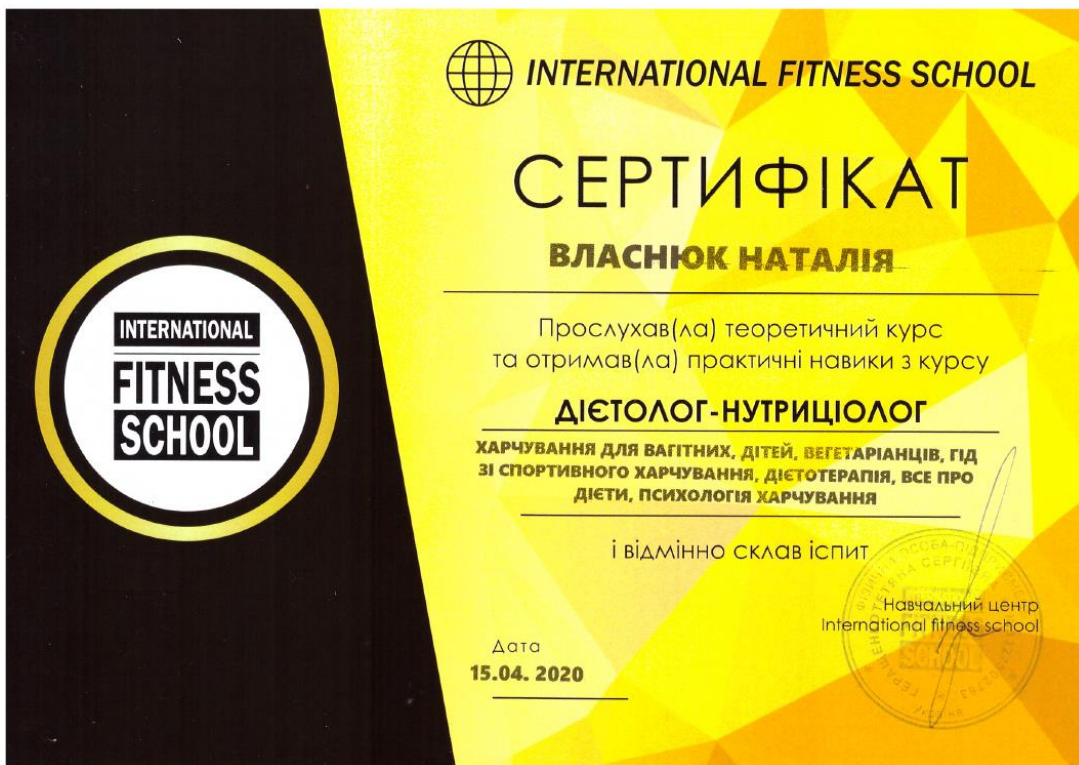 INTERNATIONAL FITNESS SCHOOL
СЕРТИФІКАТ
ВЛАСНЮК НАТАЛІЯ
Прослухав(ла) теоретичний курс
та отримав(ла) практичні навики з курсу
ДІЄТОЛОГ-НУТРИЦІОЛОГ
ХАРЧУВАННЯ ДЛЯ ВАГІТНИХ, ДІТЕЙ, ВЕГЕТАРІАНЦІВ, ГІД
ЗІ СПОРТИВНОГО ХАРЧУВАННЯ, ДІЄТОТЕРАПІЯ, ВСЕ ПРО
ДІЄТИ, ПСИХОЛОГІЯ ХАРЧУВАННЯ
і відмінно склав іспит
Навчальний центр
International fitness school
Дата
15.04. 2020
INTERNATIONAL
FITNESS
SCHOOL